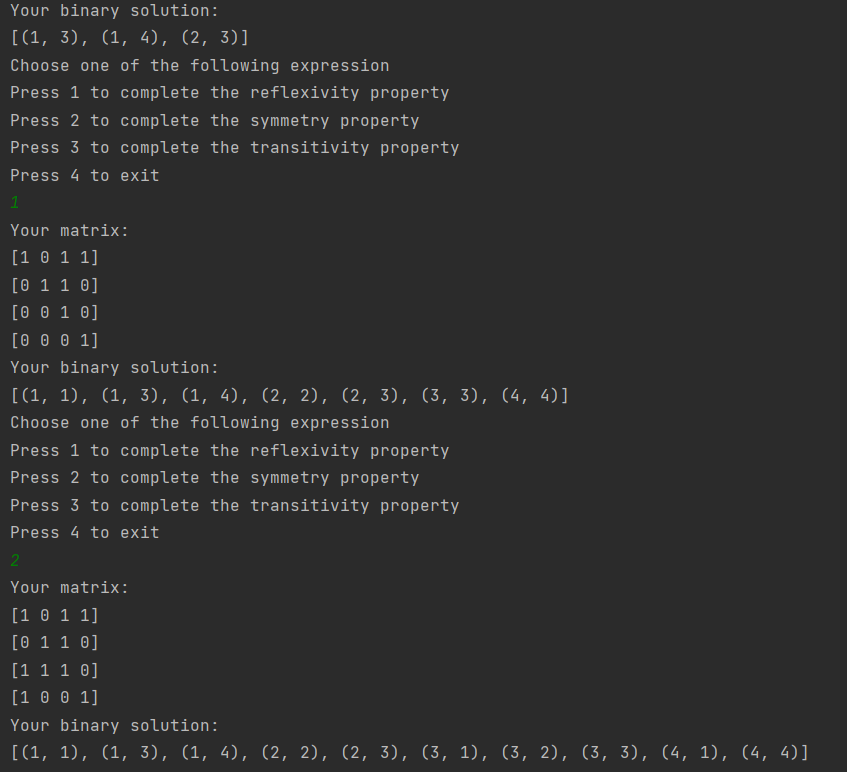 Your binary solution:
[(1, 3), (1, 4), (2, 3)]
Choose one of the following expression
Press 1 to complete the reflexivity property
Press 2 to complete the symmetry property
Press 3 to complete the transitivity property
Press 4 to exit
1
Your matrix:
[1 0 1 1]
[0 1 1 0]
[0 0 1 0]
[0 0 0 1]
Your binary solution:
[(1, 1), (1, 3), (1, 4), (2, 2), (2, 3), (3, 3), (4, 4)]
Choose one of the following expression
Press 1 to complete the reflexivity property
Press 2 to complete the symmetry property
Press 3 to complete the transitivity property
Press 4 to exit
2
Your matrix:
[1 0 1 1]
[0 1 1 0]
[1 1 1 0]
[1 0 0 1]
Your binary solution:
[(1, 1), (1, 3), (1, 4), (2, 2), (2, 3), (3, 1), (3, 2), (3, 3), (4, 1), (4, 4)]